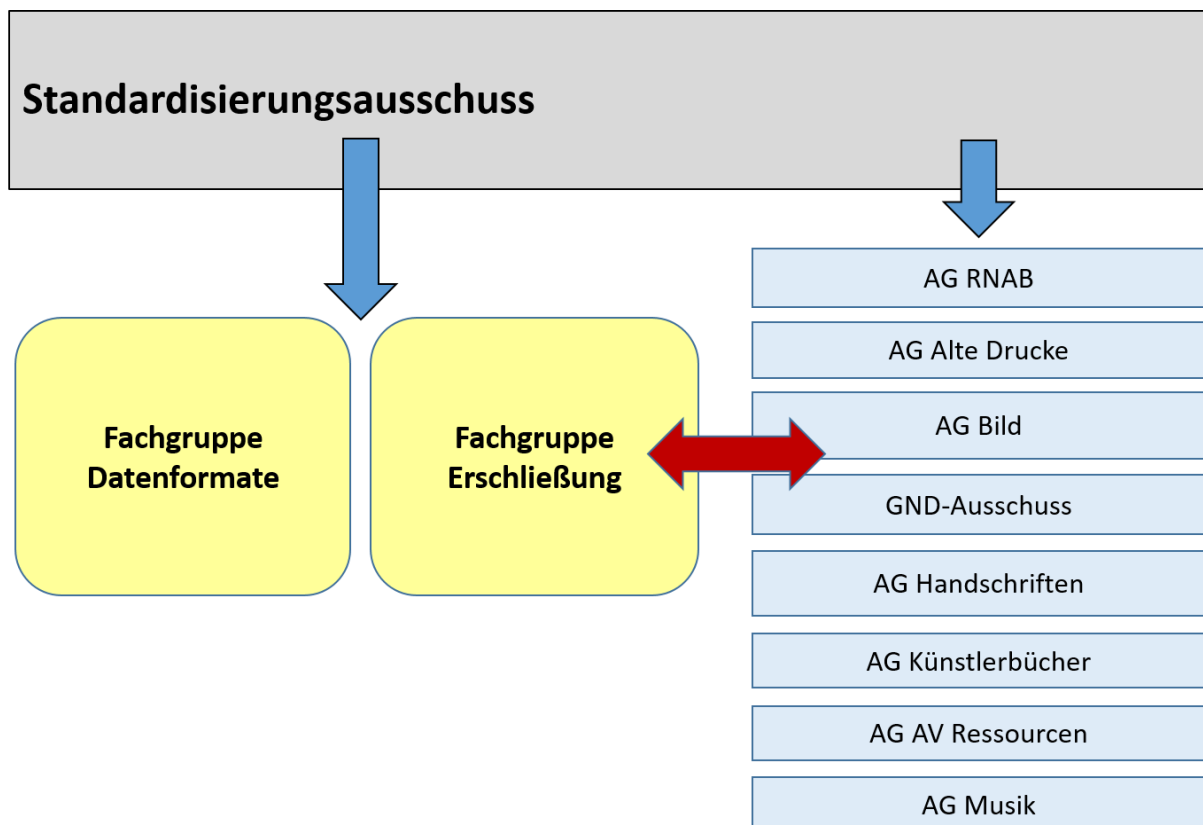 Standardisierungsausschuss
Fachgruppe
Datenformate
Fachgruppe
Erschließung
AG RNAB
AG Alte Drucke
AG Bild
GND-Ausschuss
AG Handschriften
AG Künstlerbücher
AG AV Ressourcen
AG Musik